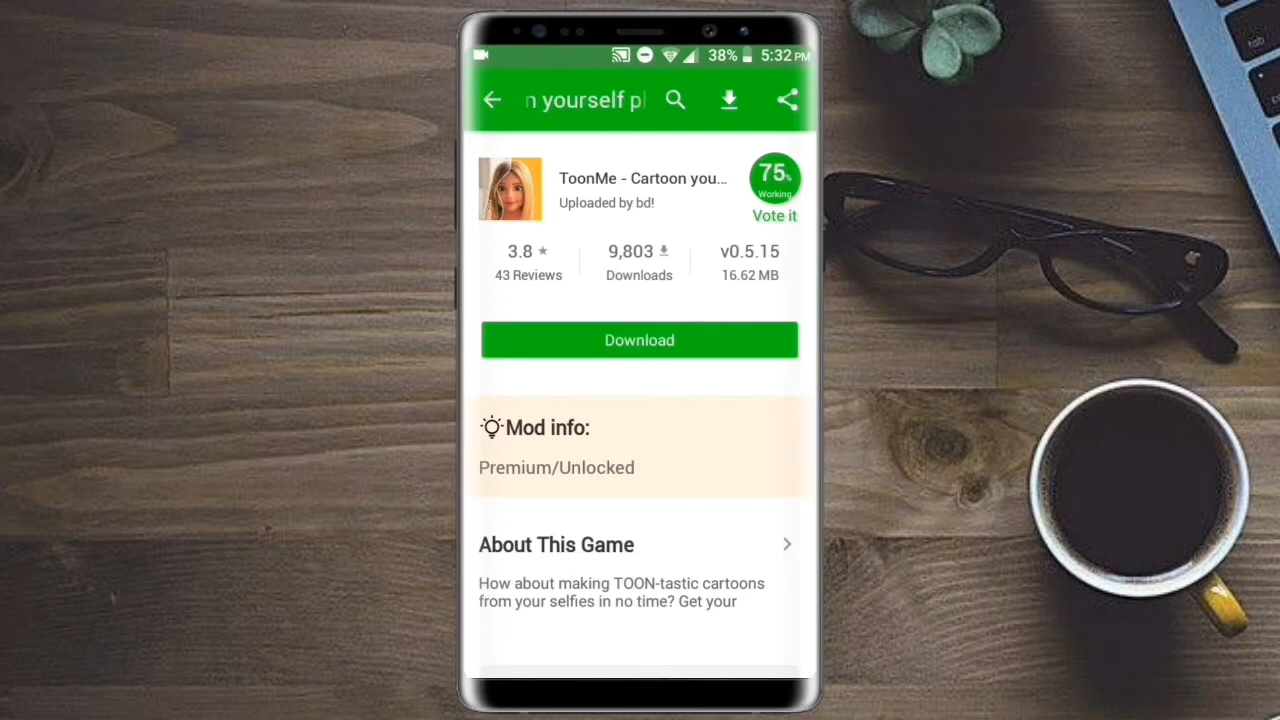 38% 5:32 PM
n yourself pl
ToonMe - Cartoon you...
Uploaded by bd!
75%
Working
Vote it
3.8 ★ 9,803 v0.5.15
43 Reviews Downloads 16.62 MB
Download
Mod info:
Premium/Unlocked
About This Game
How about making TOON-tastic cartoons
from your selfies in no time? Get your
tab